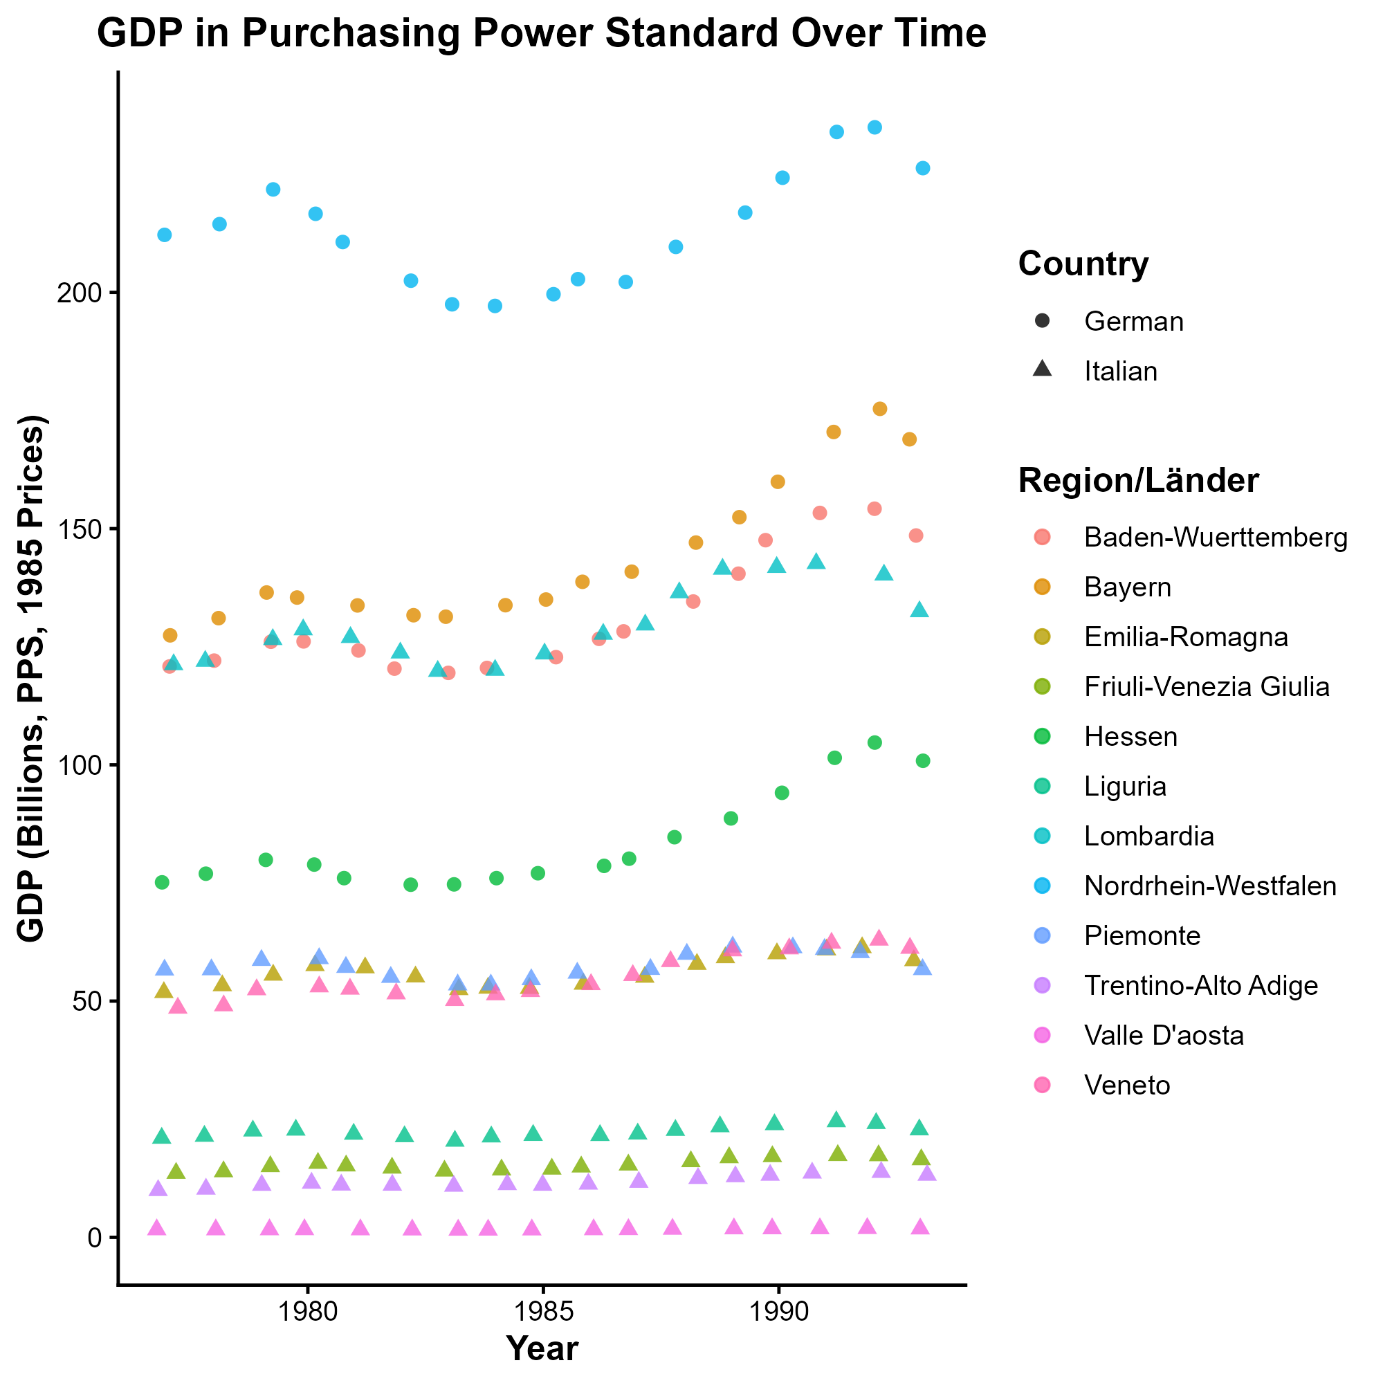 GDP in Purchasing Power Standard Over Time
GDP (Billions, PPS, 1985 Prices)
200
150
100
50
0
1980
1985
1990
Year
Country
German
Italian
Region/Länder
Baden-Wuerttemberg
Bayern
Emilia-Romagna
Friuli-Venezia Giulia
Hessen
Liguria
Lombardia
Nordrhein-Westfalen
Piemonte
Trentino-Alto Adige
Valle D'aosta
Veneto